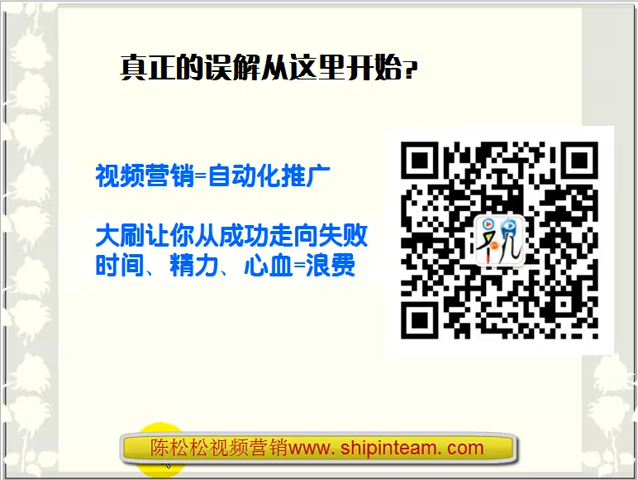 真正的误解从这里开始?
视频营销=自动化推广
大刷让你从成功走向失败
时间、精力、心血=浪费
视
陈松松视频营销www. shipinteam. com